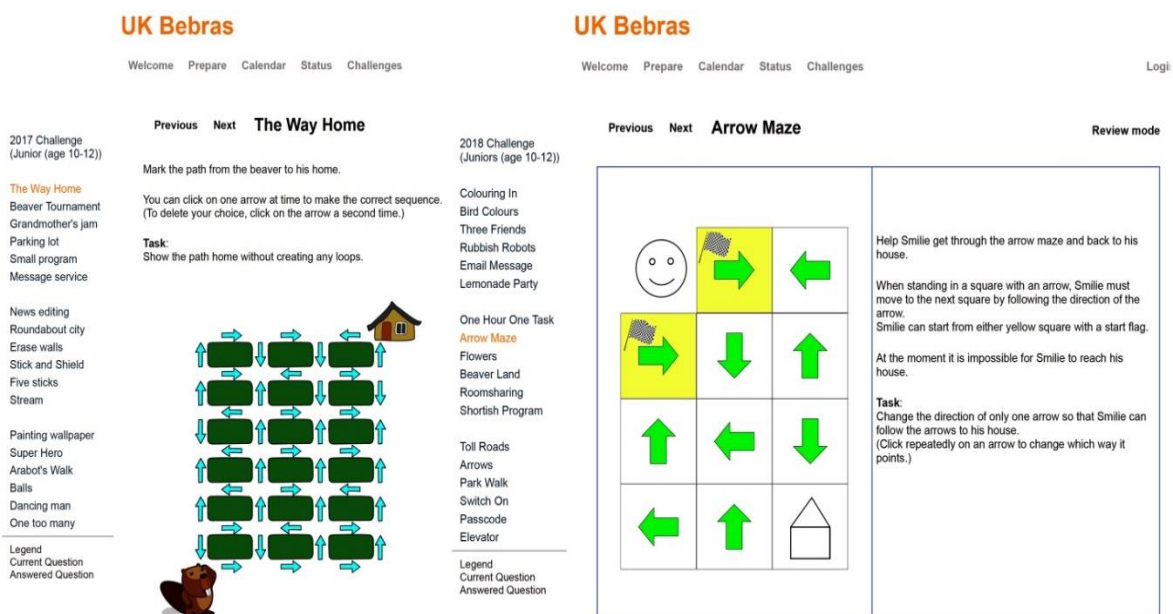 UK Bebras
Welcome Prepare Calendar Status Challenges
Previous Next The Way Home
2017 Challenge
(Junior (age 10-12))
The Way Home
Beaver Tournament
Grandmother's jam
Parking lot
Small program
Message service
News editing
Roundabout city
Erase walls
Stick and Shield
Five sticks
Stream
Painting wallpaper
Super Hero
Arabot's Walk
Balls
Dancing man
One too many
Legend
Current Question
Answered Question
Mark the path from the beaver to his home.
You can click on one arrow at time to make the correct sequence.
(To delete your choice, click on the arrow a second time.)
Task:
Show the path home without creating any loops.
UK Bebras
Welcome Prepare Calendar Status Challenges
Previous Next Arrow Maze
Review mode
2018 Challenge
(Juniors (age 10-12))
Colouring In
Bird Colours
Three Friends
Rubbish Robots
Email Message
Lemonade Party
One Hour One Task
Arrow Maze
Flowers
Beaver Land
Roomsharing
Shortish Program
Toll Roads
Arrows
Park Walk
Switch On
Passcode
Elevator
Legend
Current Question
Answered Question
Help Smilie get through the arrow maze and back to his
house.
When standing in a square with an arrow, Smilie must
move to the next square by following the direction of the
arrow.
Smilie can start from either yellow square with a start flag.
At the moment it is impossible for Smilie to reach his
house.
Task:
Change the direction of only one arrow so that Smilie can
follow the arrows to his house.
(Click repeatedly on an arrow to change which way it
points.)